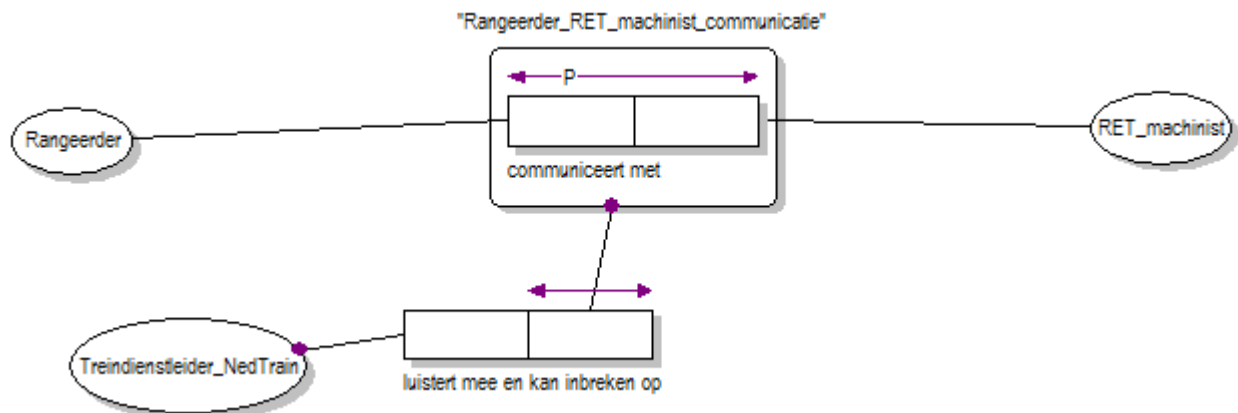 "Rangeerder_RET_machinist_communicatie"
P
Rangeerder
RET_machinist
communiceert met
Treindienstleider_NedTrain
luistert mee en kan inbreken op